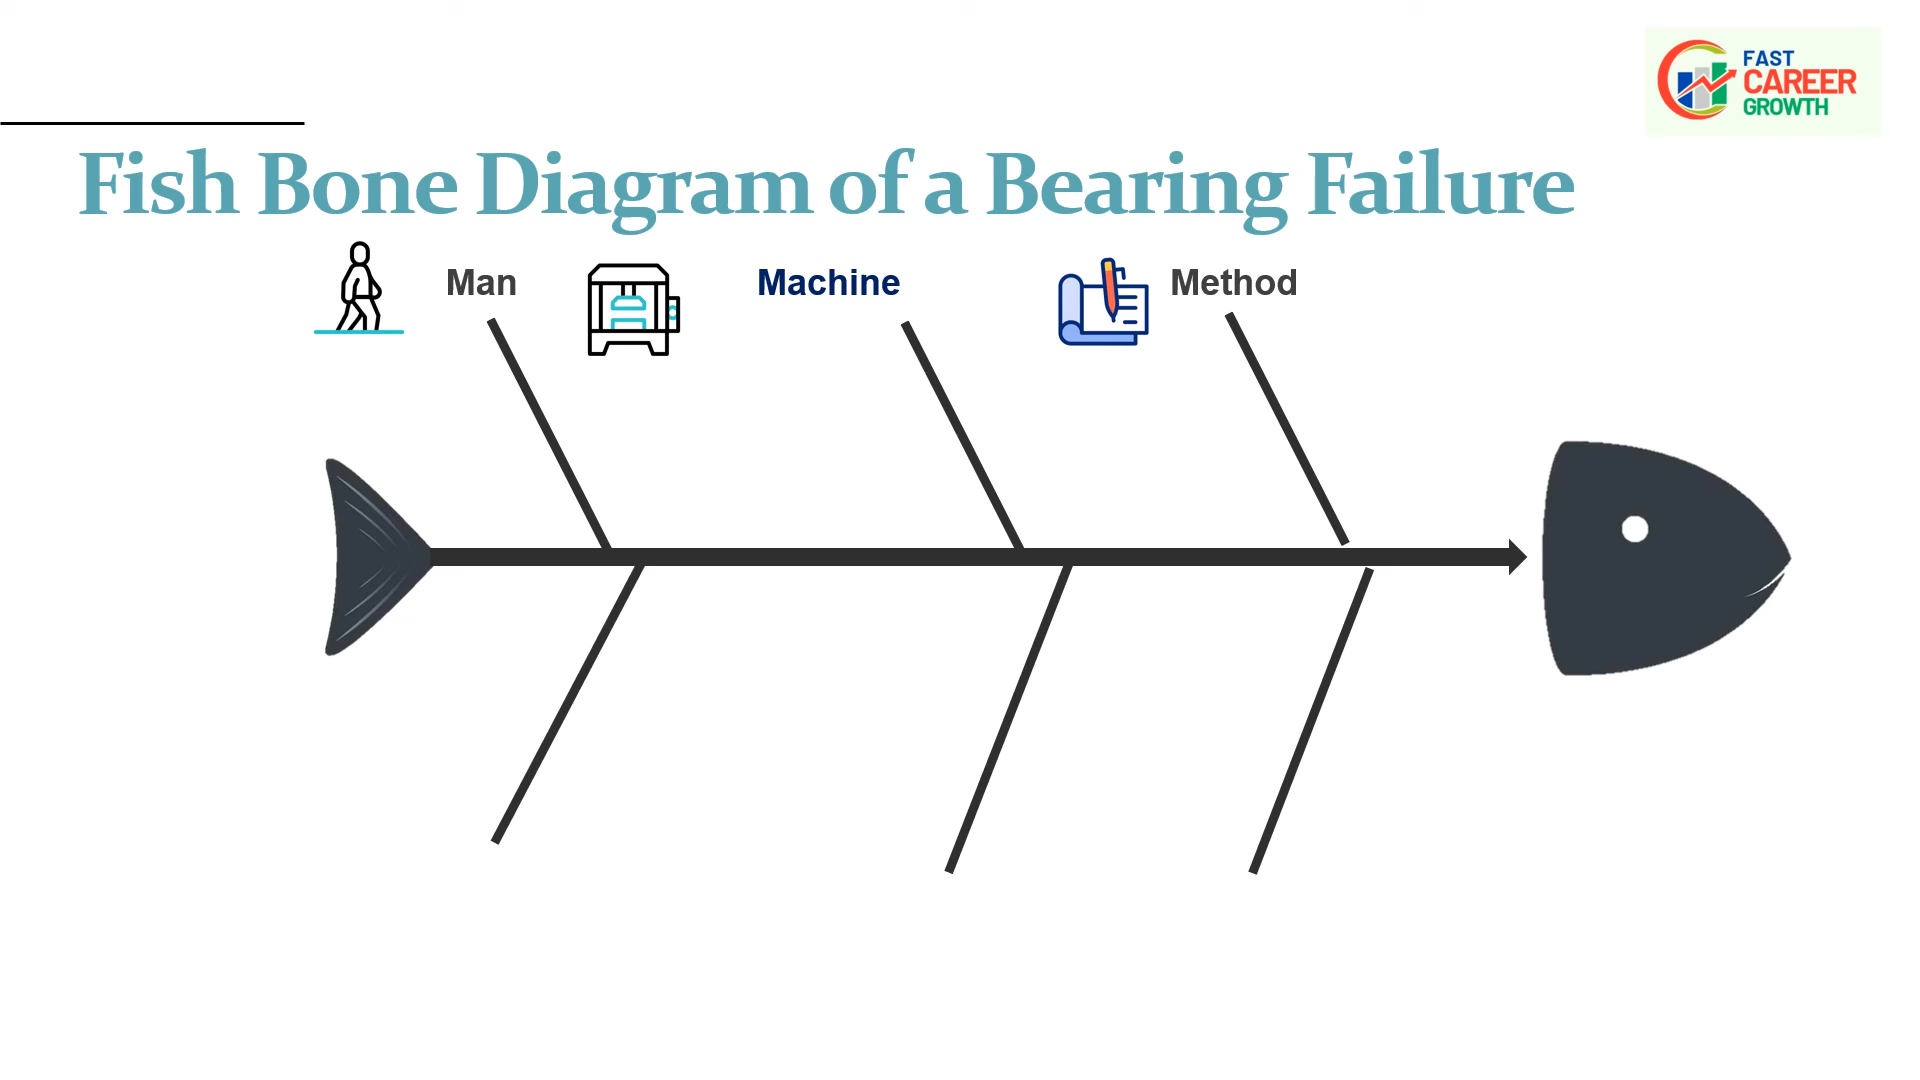 FAST
CAREER
GROWTH
Fish Bone Diagram of a Bearing Failure
Man
Machine
Method